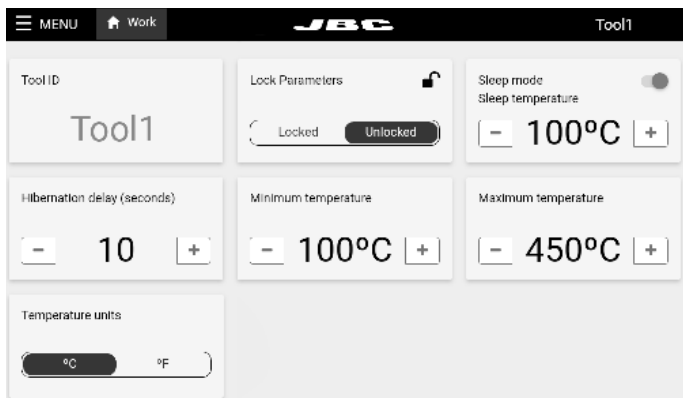 MENU
Work
JBC
Tool1
Tool ID
Tool1
Lock Parameters
Locked
Unlocked
Sleep mode
Sleep temperature
- 100ºC +
Hibernation delay (seconds)
- 10 +
Minimum temperature
- 100ºC +
Maximum temperature
- 450ºC +
Temperature units
ºC
ºF